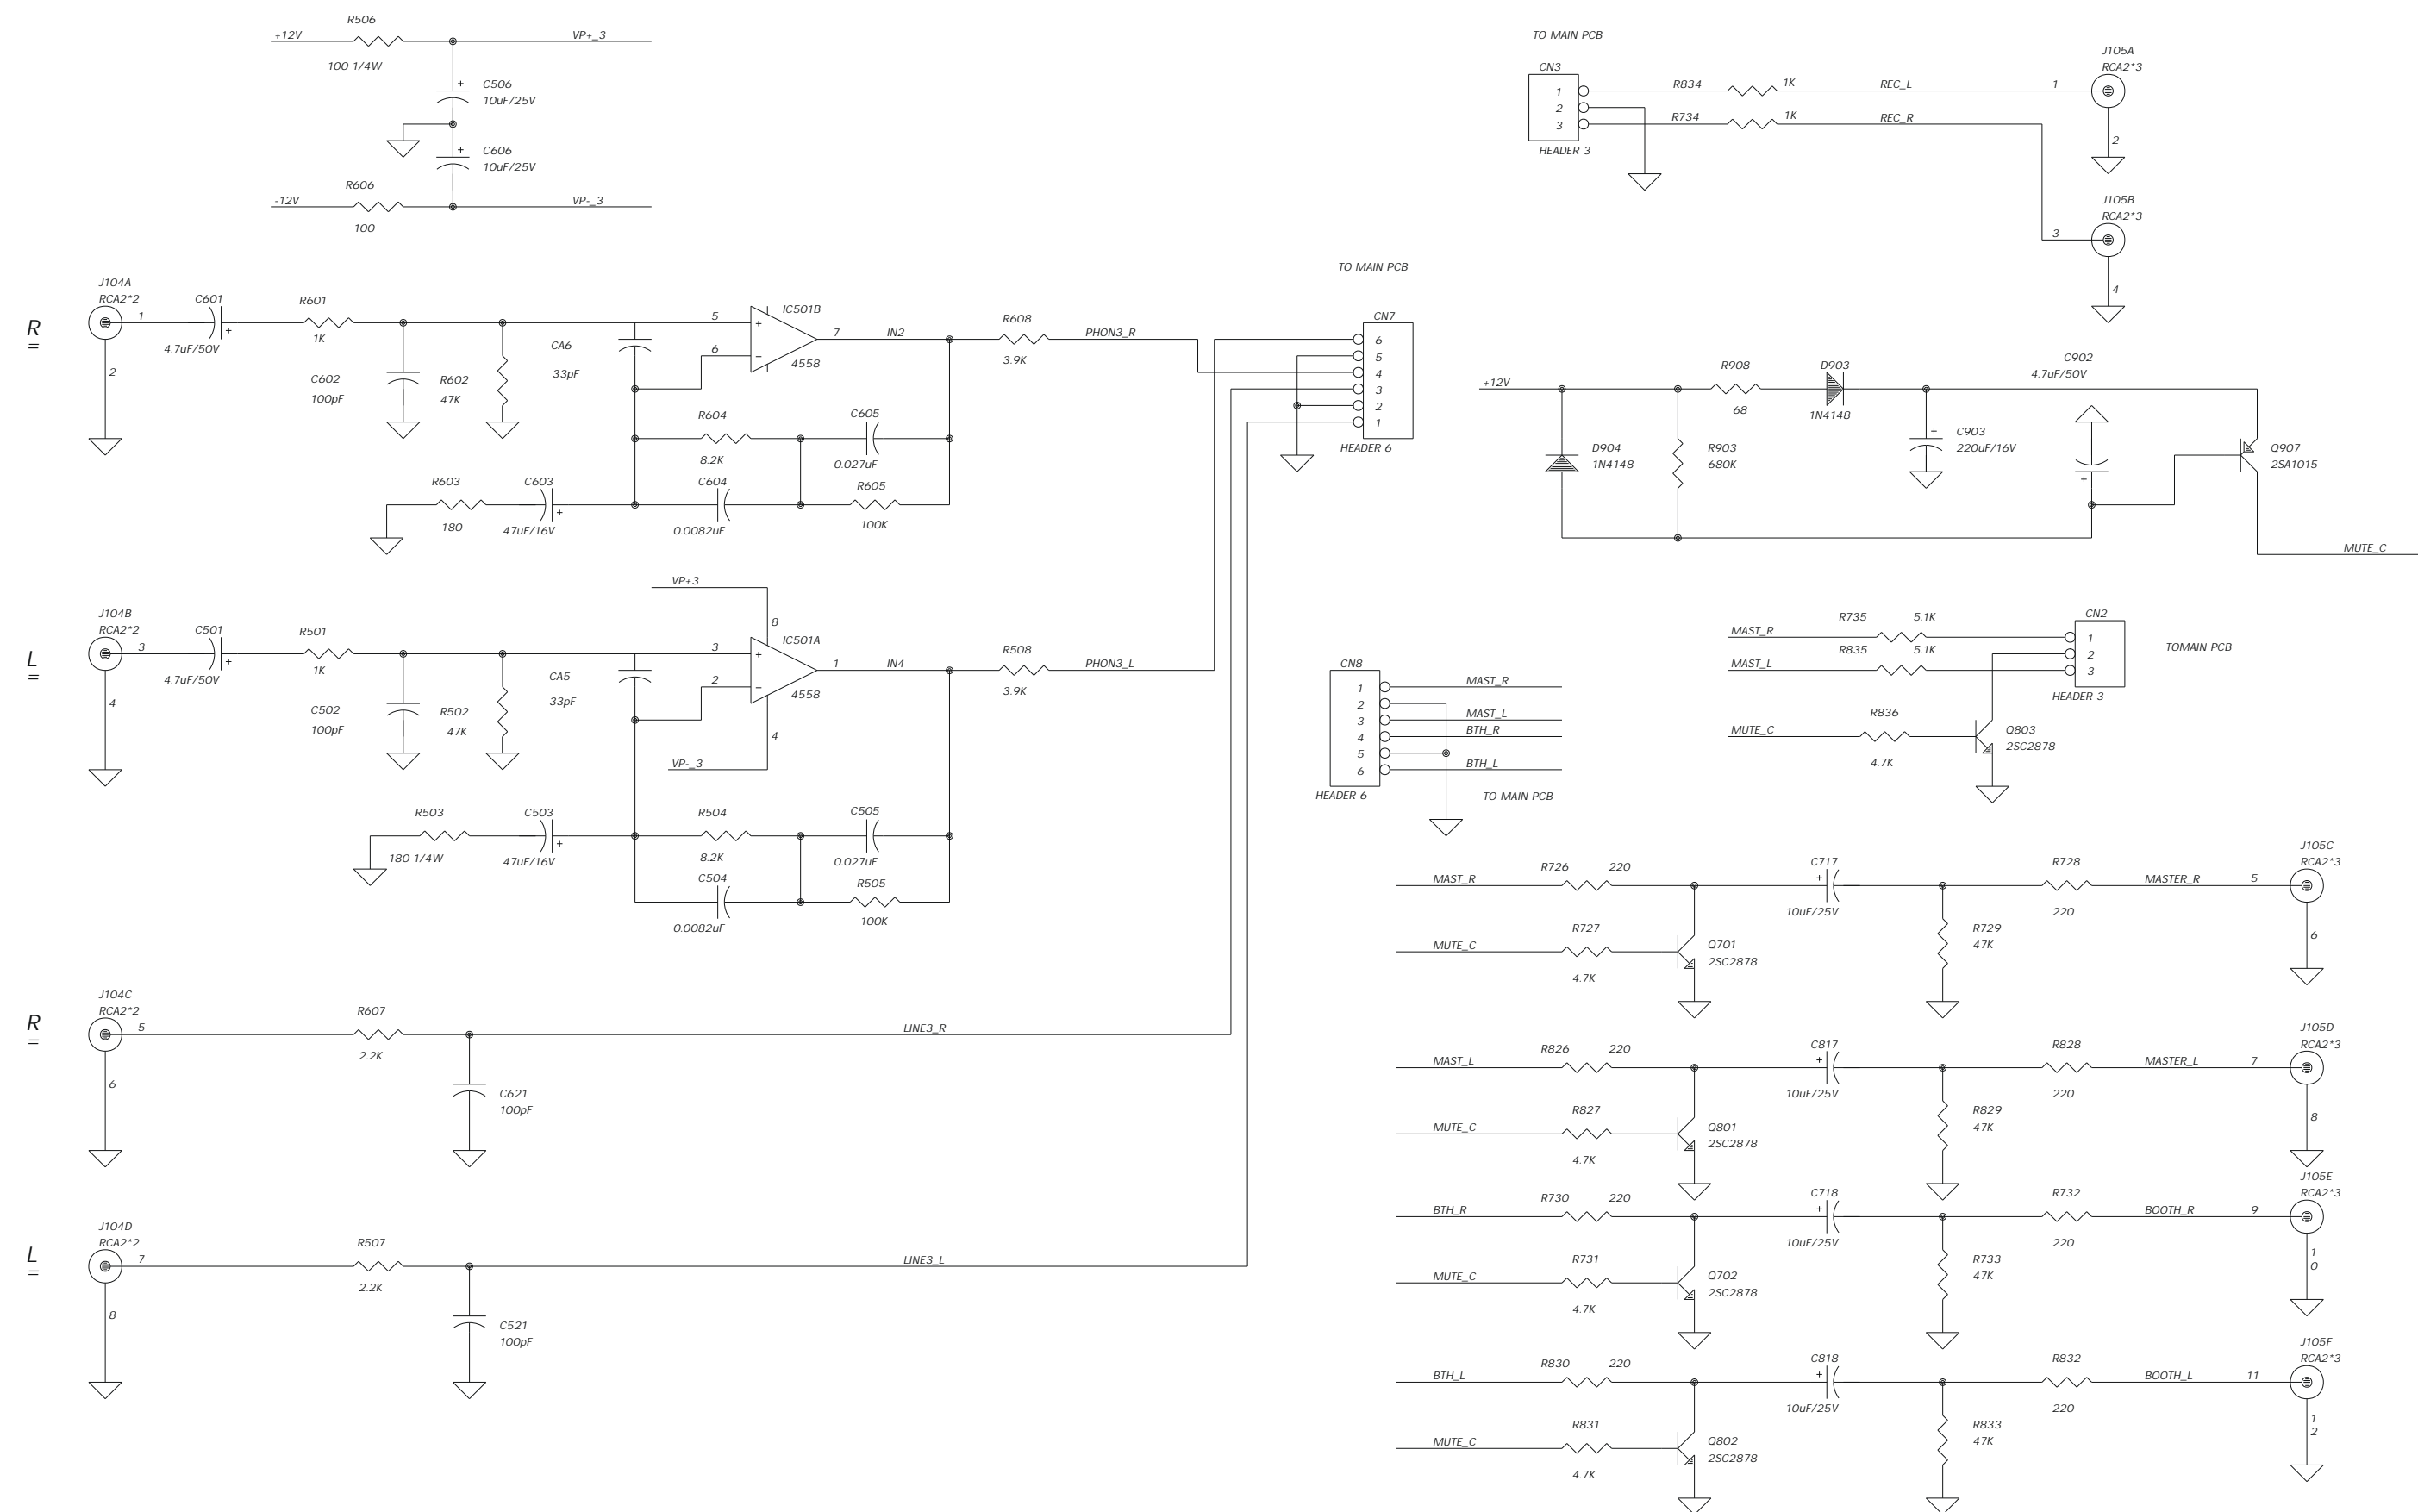 R506
+12V
VP+_3
100 1/4W
C506
10uF/25V
C606
10uF/25V
R606
-12V
VP-_3
100
TO MAIN PCB
CN3
1
2
3
HEADER 3
R834
1K
REC_L
1
R734
1K
REC_R
J105A
RCA2*3
2
J105B
RCA2*3
3
4
R
=
J104A
RCA2*2
1
2
C601
+
4.7uF/50V
R601
1K
C602
100pF
R602
47K
CA6
33pF
5
6
+
−
IC501B
4558
7
IN2
R608
3.9K
PHON3_R
R604
8.2K
C605
0.027uF
R603
180
C603
+
47uF/16V
C604
0.0082uF
R605
100K
TO MAIN PCB
CN7
6
5
4
3
2
1
HEADER 6
+12V
R908
68
D903
1N4148
C902
4.7uF/50V
+
D904
1N4148
R903
680K
+
C903
220uF/16V
Q907
2SA1015
MUTE_C
L
=
J104B
RCA2*2
3
4
C501
+
4.7uF/50V
R501
1K
C502
100pF
R502
47K
CA5
33pF
VP+3
8
3
2
+
−
IC501A
4558
1
4
VP-_3
IN4
R508
3.9K
PHON3_L
R503
180 1/4W
C503
+
47uF/16V
R504
8.2K
C505
0.027uF
C504
0.0082uF
R505
100K
CN8
1
2
3
4
5
6
HEADER 6
MAST_R
MAST_L
BTH_R
BTH_L
TO MAIN PCB
MAST_R
R735
5.1K
MAST_L
R835
5.1K
CN2
1
2
3
HEADER 3
TOMAIN PCB
MUTE_C
R836
4.7K
Q803
2SC2878
MAST_R
R726
220
C717
+
10uF/25V
R728
220
MASTER_R
5
J105C
RCA2*3
6
MUTE_C
R727
4.7K
Q701
2SC2878
R729
47K
R
=
J104C
RCA2*2
5
6
R607
2.2K
LINE3_R
C621
100pF
MAST_L
R826
220
C817
+
10uF/25V
R828
220
MASTER_L
7
J105D
RCA2*3
8
MUTE_C
R827
4.7K
Q801
2SC2878
R829
47K
L
=
J104D
RCA2*2
7
8
R507
2.2K
LINE3_L
C521
100pF
BTH_R
R730
220
C718
+
10uF/25V
R732
220
BOOTH_R
9
J105E
RCA2*3
1
0
MUTE_C
R731
4.7K
Q702
2SC2878
R733
47K
BTH_L
R830
220
C818
+
10uF/25V
R832
220
BOOTH_L
11
J105F
RCA2*3
1
2
MUTE_C
R831
4.7K
Q802
2SC2878
R833
47K